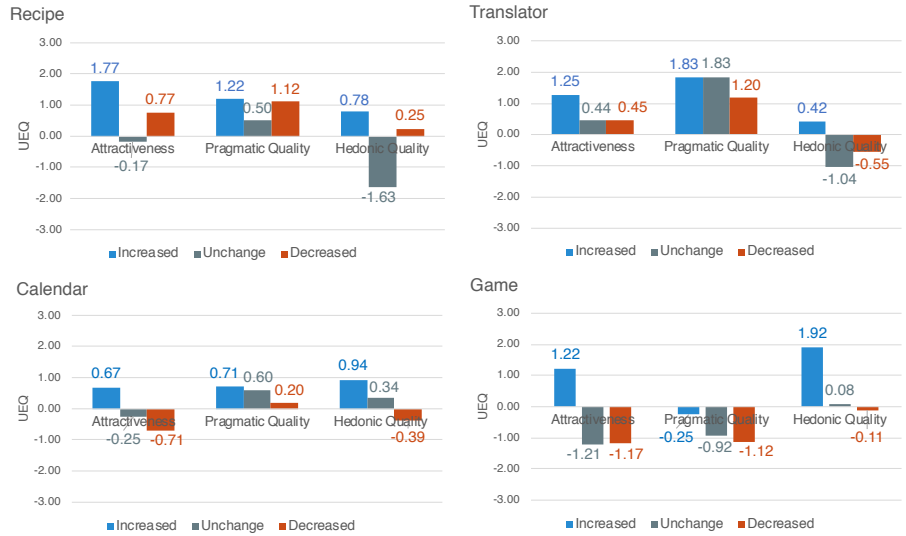 Recipe
3.00
2.00
1.00
0.00
-1.00
-2.00
-3.00
UEQ
1.77
-0.17
0.77
1.22
0.50
1.12
0.78
-1.63
0.25
Attractiveness
Pragmatic Quality
Hedonic Quality
Increased Unchange Decreased
Translator
3.00
2.00
1.00
0.00
-1.00
-2.00
-3.00
UEQ
1.25
0.44
0.45
1.83
1.83
1.20
0.42
-1.04
-0.55
Attractiveness
Pragmatic Quality
Hedonic Quality
Increased Unchange Decreased
Calendar
3.00
2.00
1.00
0.00
-1.00
-2.00
-3.00
UEQ
0.67
-0.25
-0.71
0.71
0.60
0.20
0.94
0.34
-0.39
Attractiveness
Pragmatic Quality
Hedonic Quality
Increased Unchange Decreased
Game
3.00
2.00
1.00
0.00
-1.00
-2.00
-3.00
UEQ
1.22
-1.21
-1.17
-0.25
-0.92
-1.12
1.92
0.08
-0.11
Attractiveness
Pragmatic Quality
Hedonic Quality
Increased Unchange Decreased